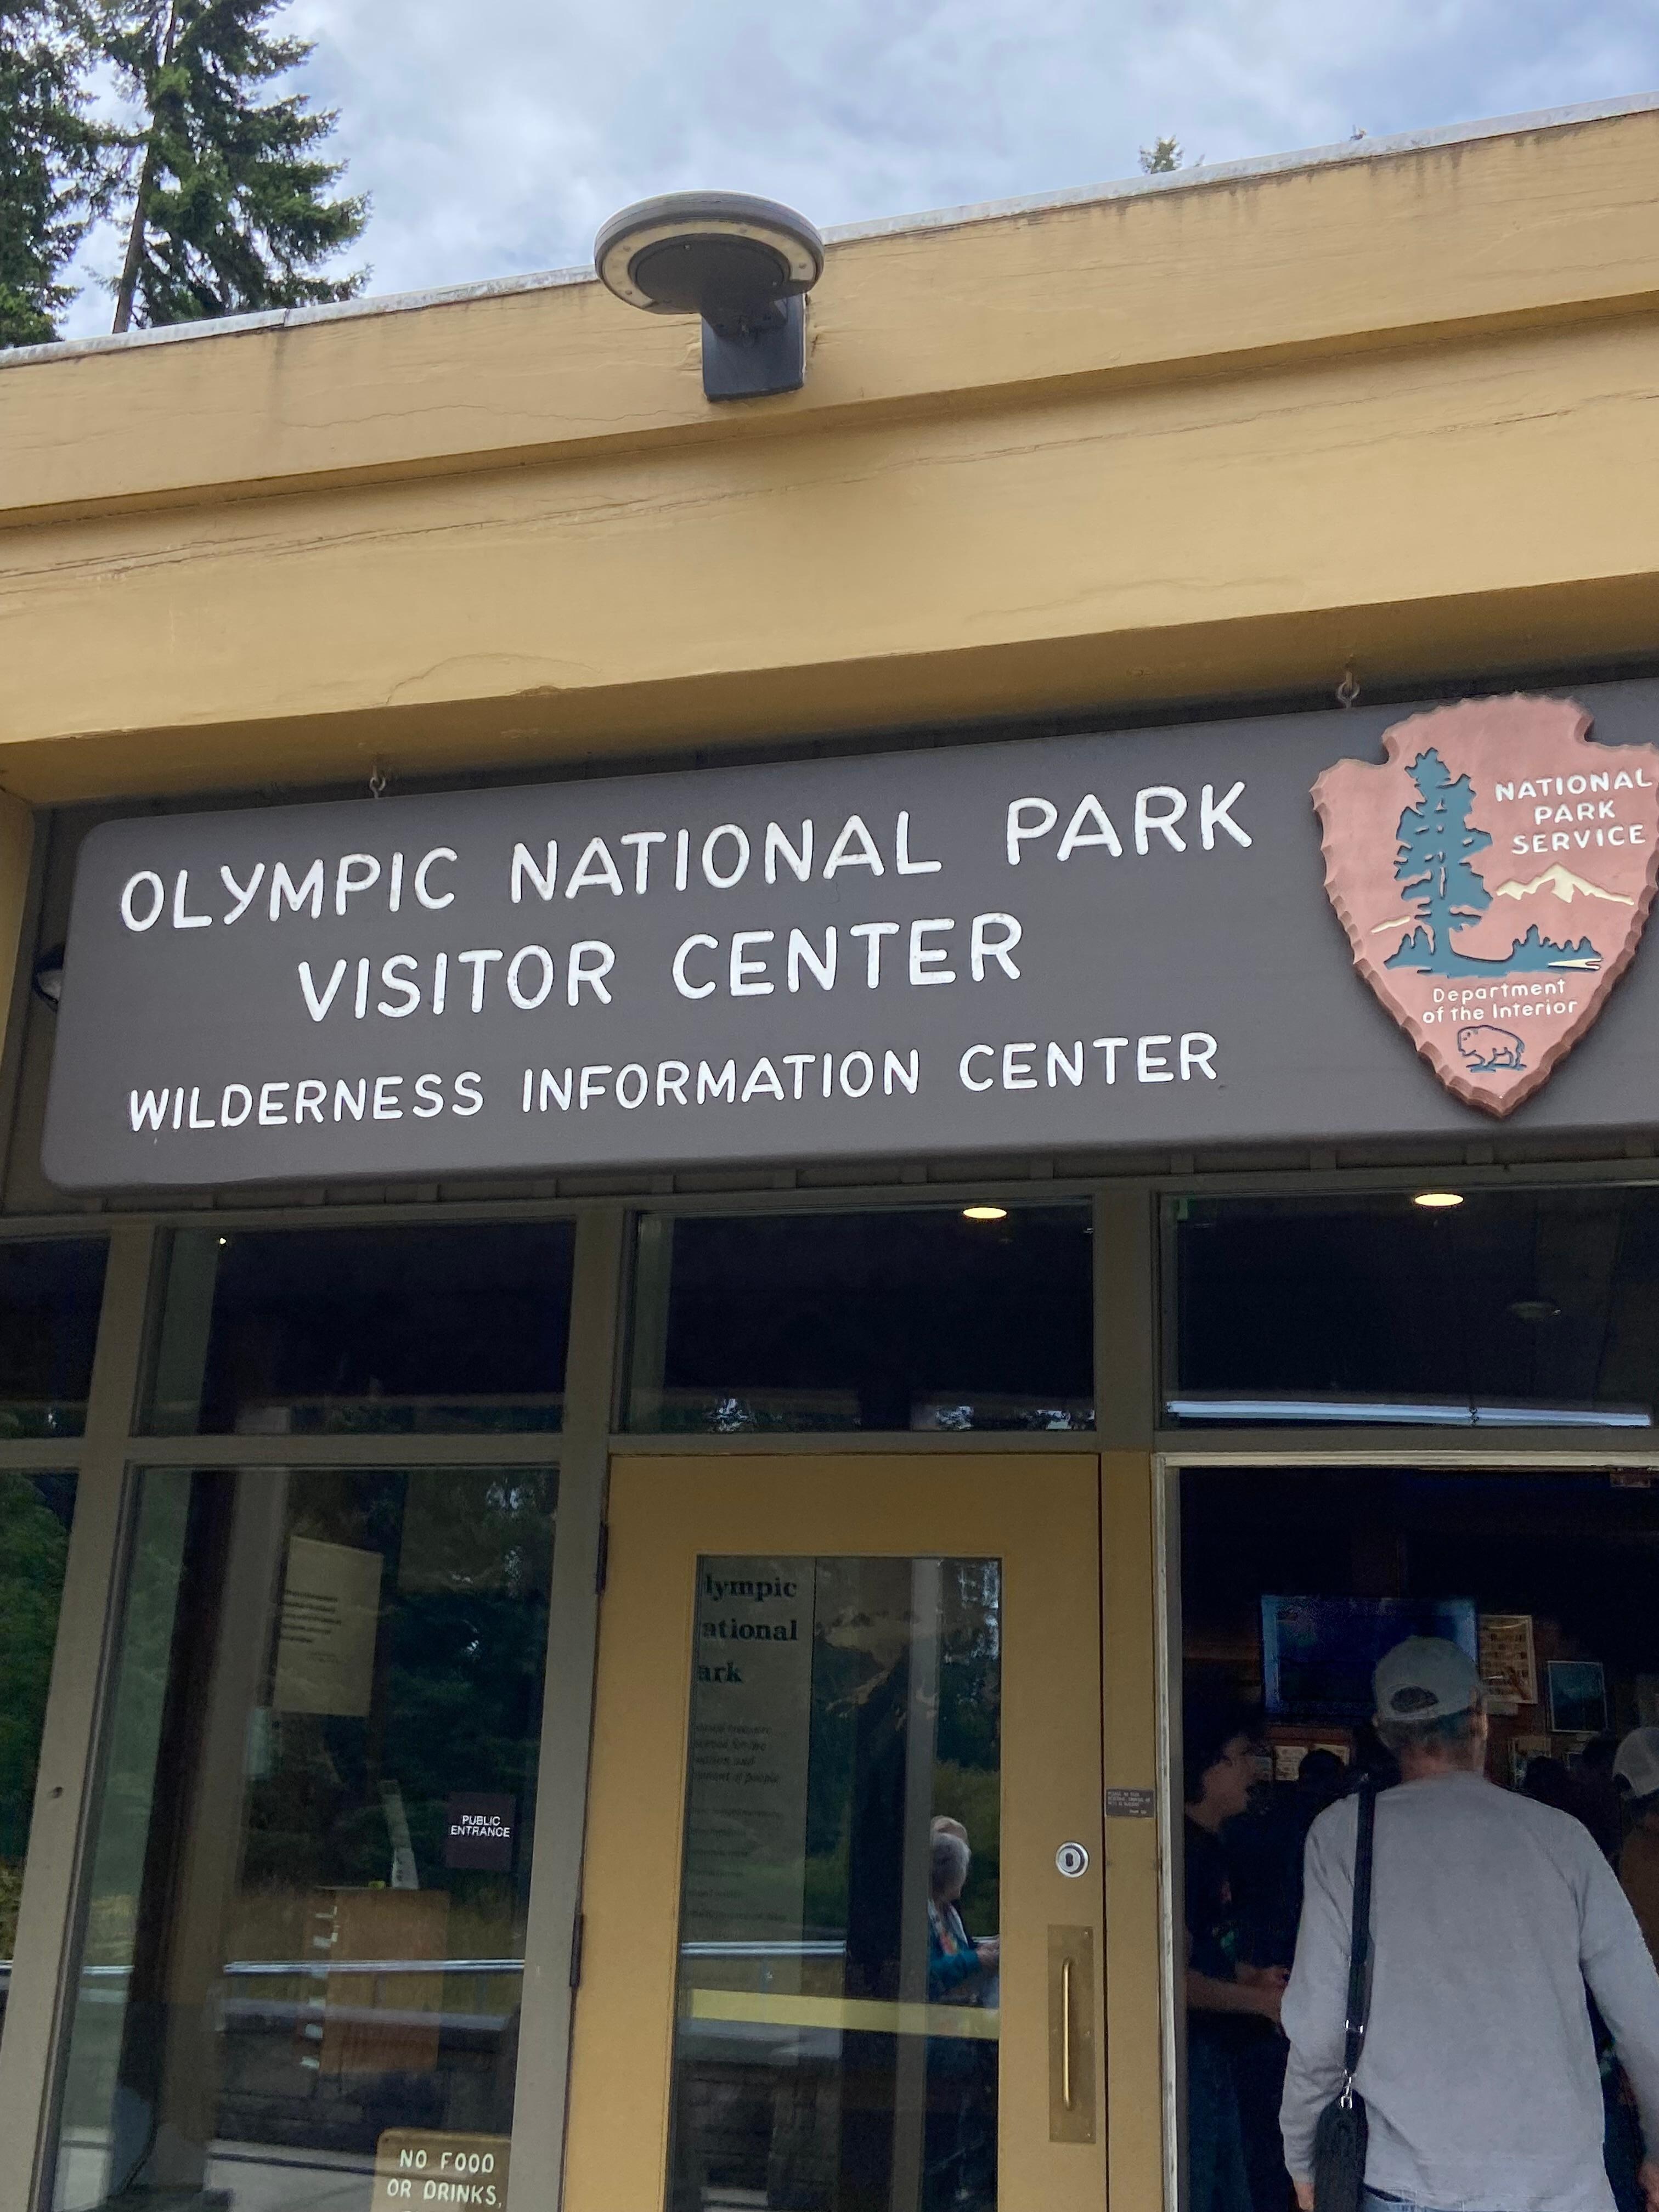 OLYMPIC NATIONAL PARK
VISITOR CENTER
WILDERNESS INFORMATION CENTER
NATIONAL
PARK
SERVICE
Department
of the Interior
lympic
ational
ark
PUBLIC
ENTRANCE
NO FOOD
OR DRINKS,